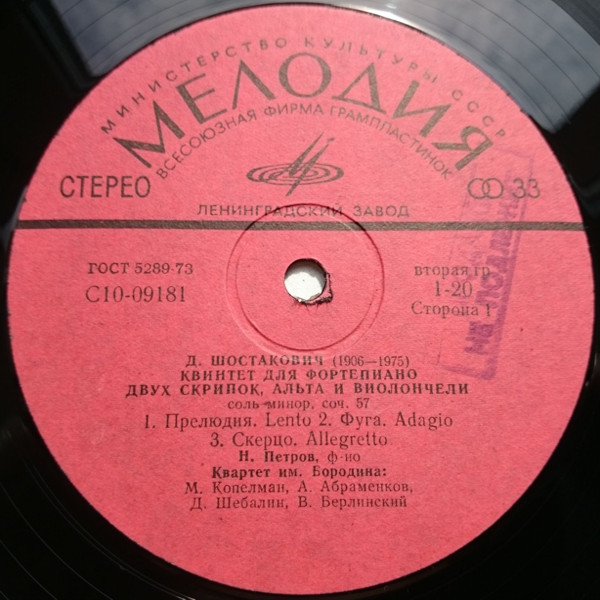 МИНИСТЕРСТВО КУЛЬТУРЫ СССР
МЕЛОДИЯ
ВСЕСОЮЗНАЯ ФИРМА ГРАМПЛАСТИНОК
СТЕРЕО 33
ЛЕНИНГРАДСКИЙ ЗАВОД
ГОСТ 5289-73
С10-09181
вторая гр.
1-20
Сторона 1
Д. ШОСТАКОВИЧ (1906—1975)
КВИНТЕТ ДЛЯ ФОРТЕПИАНО
ДВУХ СКРИПОК, АЛЬТА И ВИОЛОНЧЕЛИ
соль минор, соч. 57
1. Прелюдия. Lento 2. Фуга. Adagio
3. Скерцо. Allegretto
Н. Петров, ф-но
Квартет им. Бородина:
М. Копелман, А. Абраменков,
Д. Шебалин, В. Берлинский